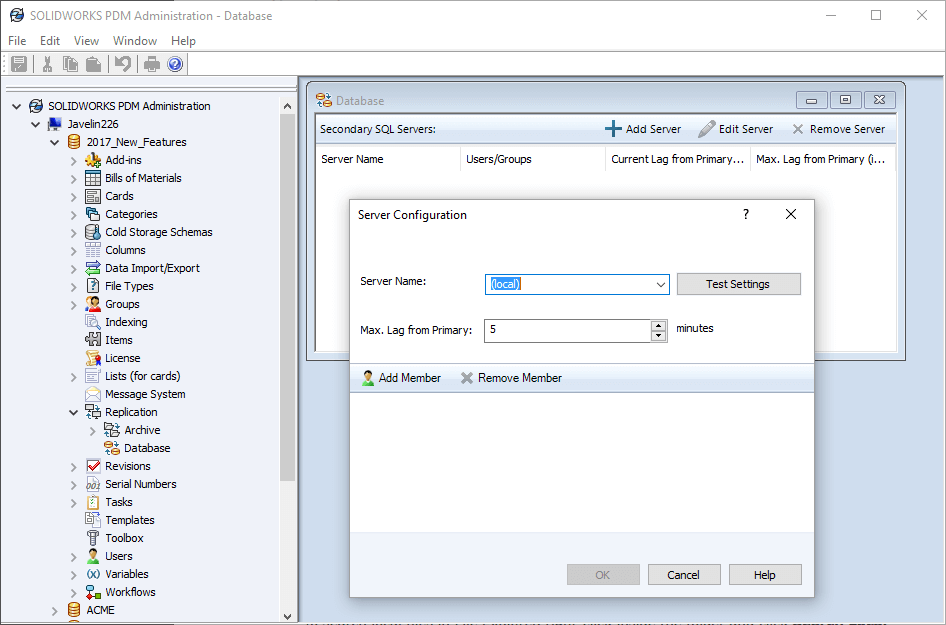 SOLIDWORKS PDM Administration - Database
File Edit View Window Help
SOLIDWORKS PDM Administration
Javelin226
2017_New_Features
Add-ins
Bills of Materials
Cards
Categories
Cold Storage Schemas
Columns
Data Import/Export
File Types
Groups
Indexing
Items
License
Lists (for cards)
Message System
Replication
Archive
Database
Revisions
Serial Numbers
Tasks
Templates
Toolbox
Users
(x) Variables
Workflows
ACME
Database
Secondary SQL Servers: Add Server Edit Server Remove Server
Server Name Users/Groups Current Lag from Primary... Max. Lag from Primary (i...
Server Configuration ?
Server Name: (local) Test Settings
Max. Lag from Primary: 5 minutes
Add Member Remove Member
OK Cancel Help